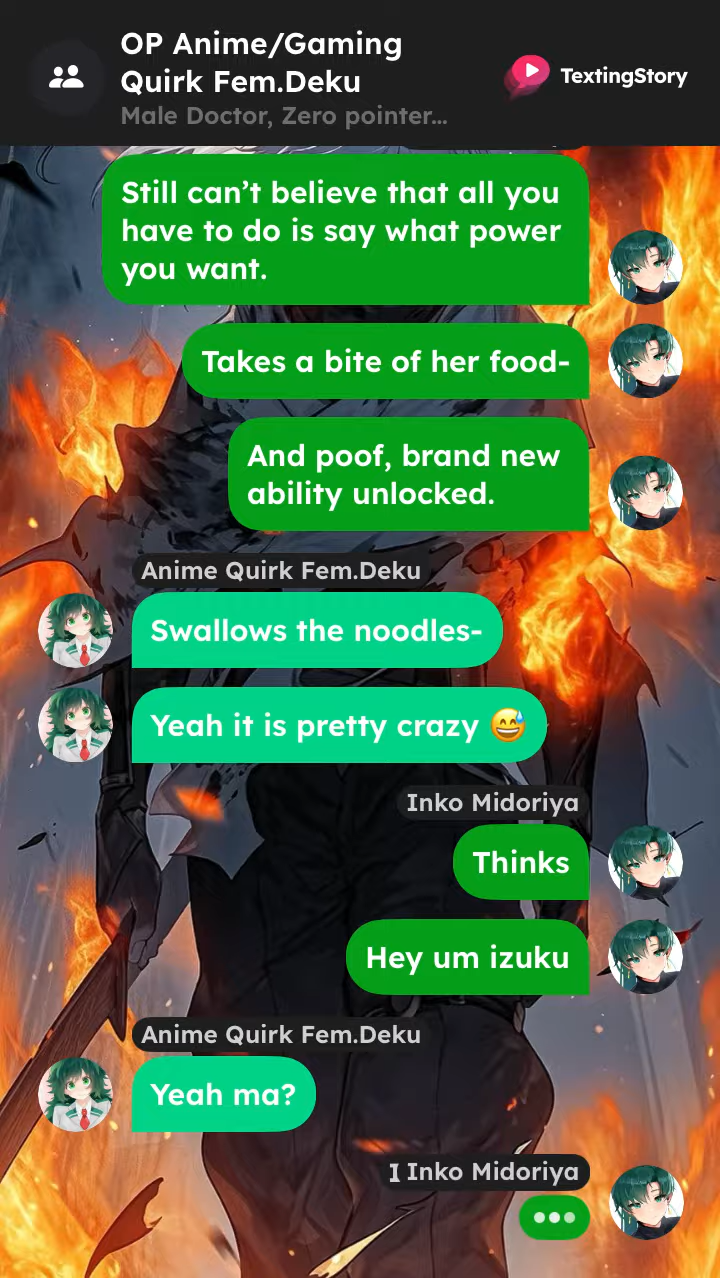 OP Anime/Gaming
Quirk Fem.Deku
Male Doctor, Zero pointer...
TextingStory
Still can’t believe that all you
have to do is say what power
you want.
Takes a bite of her food-
And poof, brand new
ability unlocked.
Anime Quirk Fem.Deku
Swallows the noodles-
Yeah it is pretty crazy 😅
Inko Midoriya
Thinks
Hey um izuku
Anime Quirk Fem.Deku
Yeah ma?
I Inko Midoriya